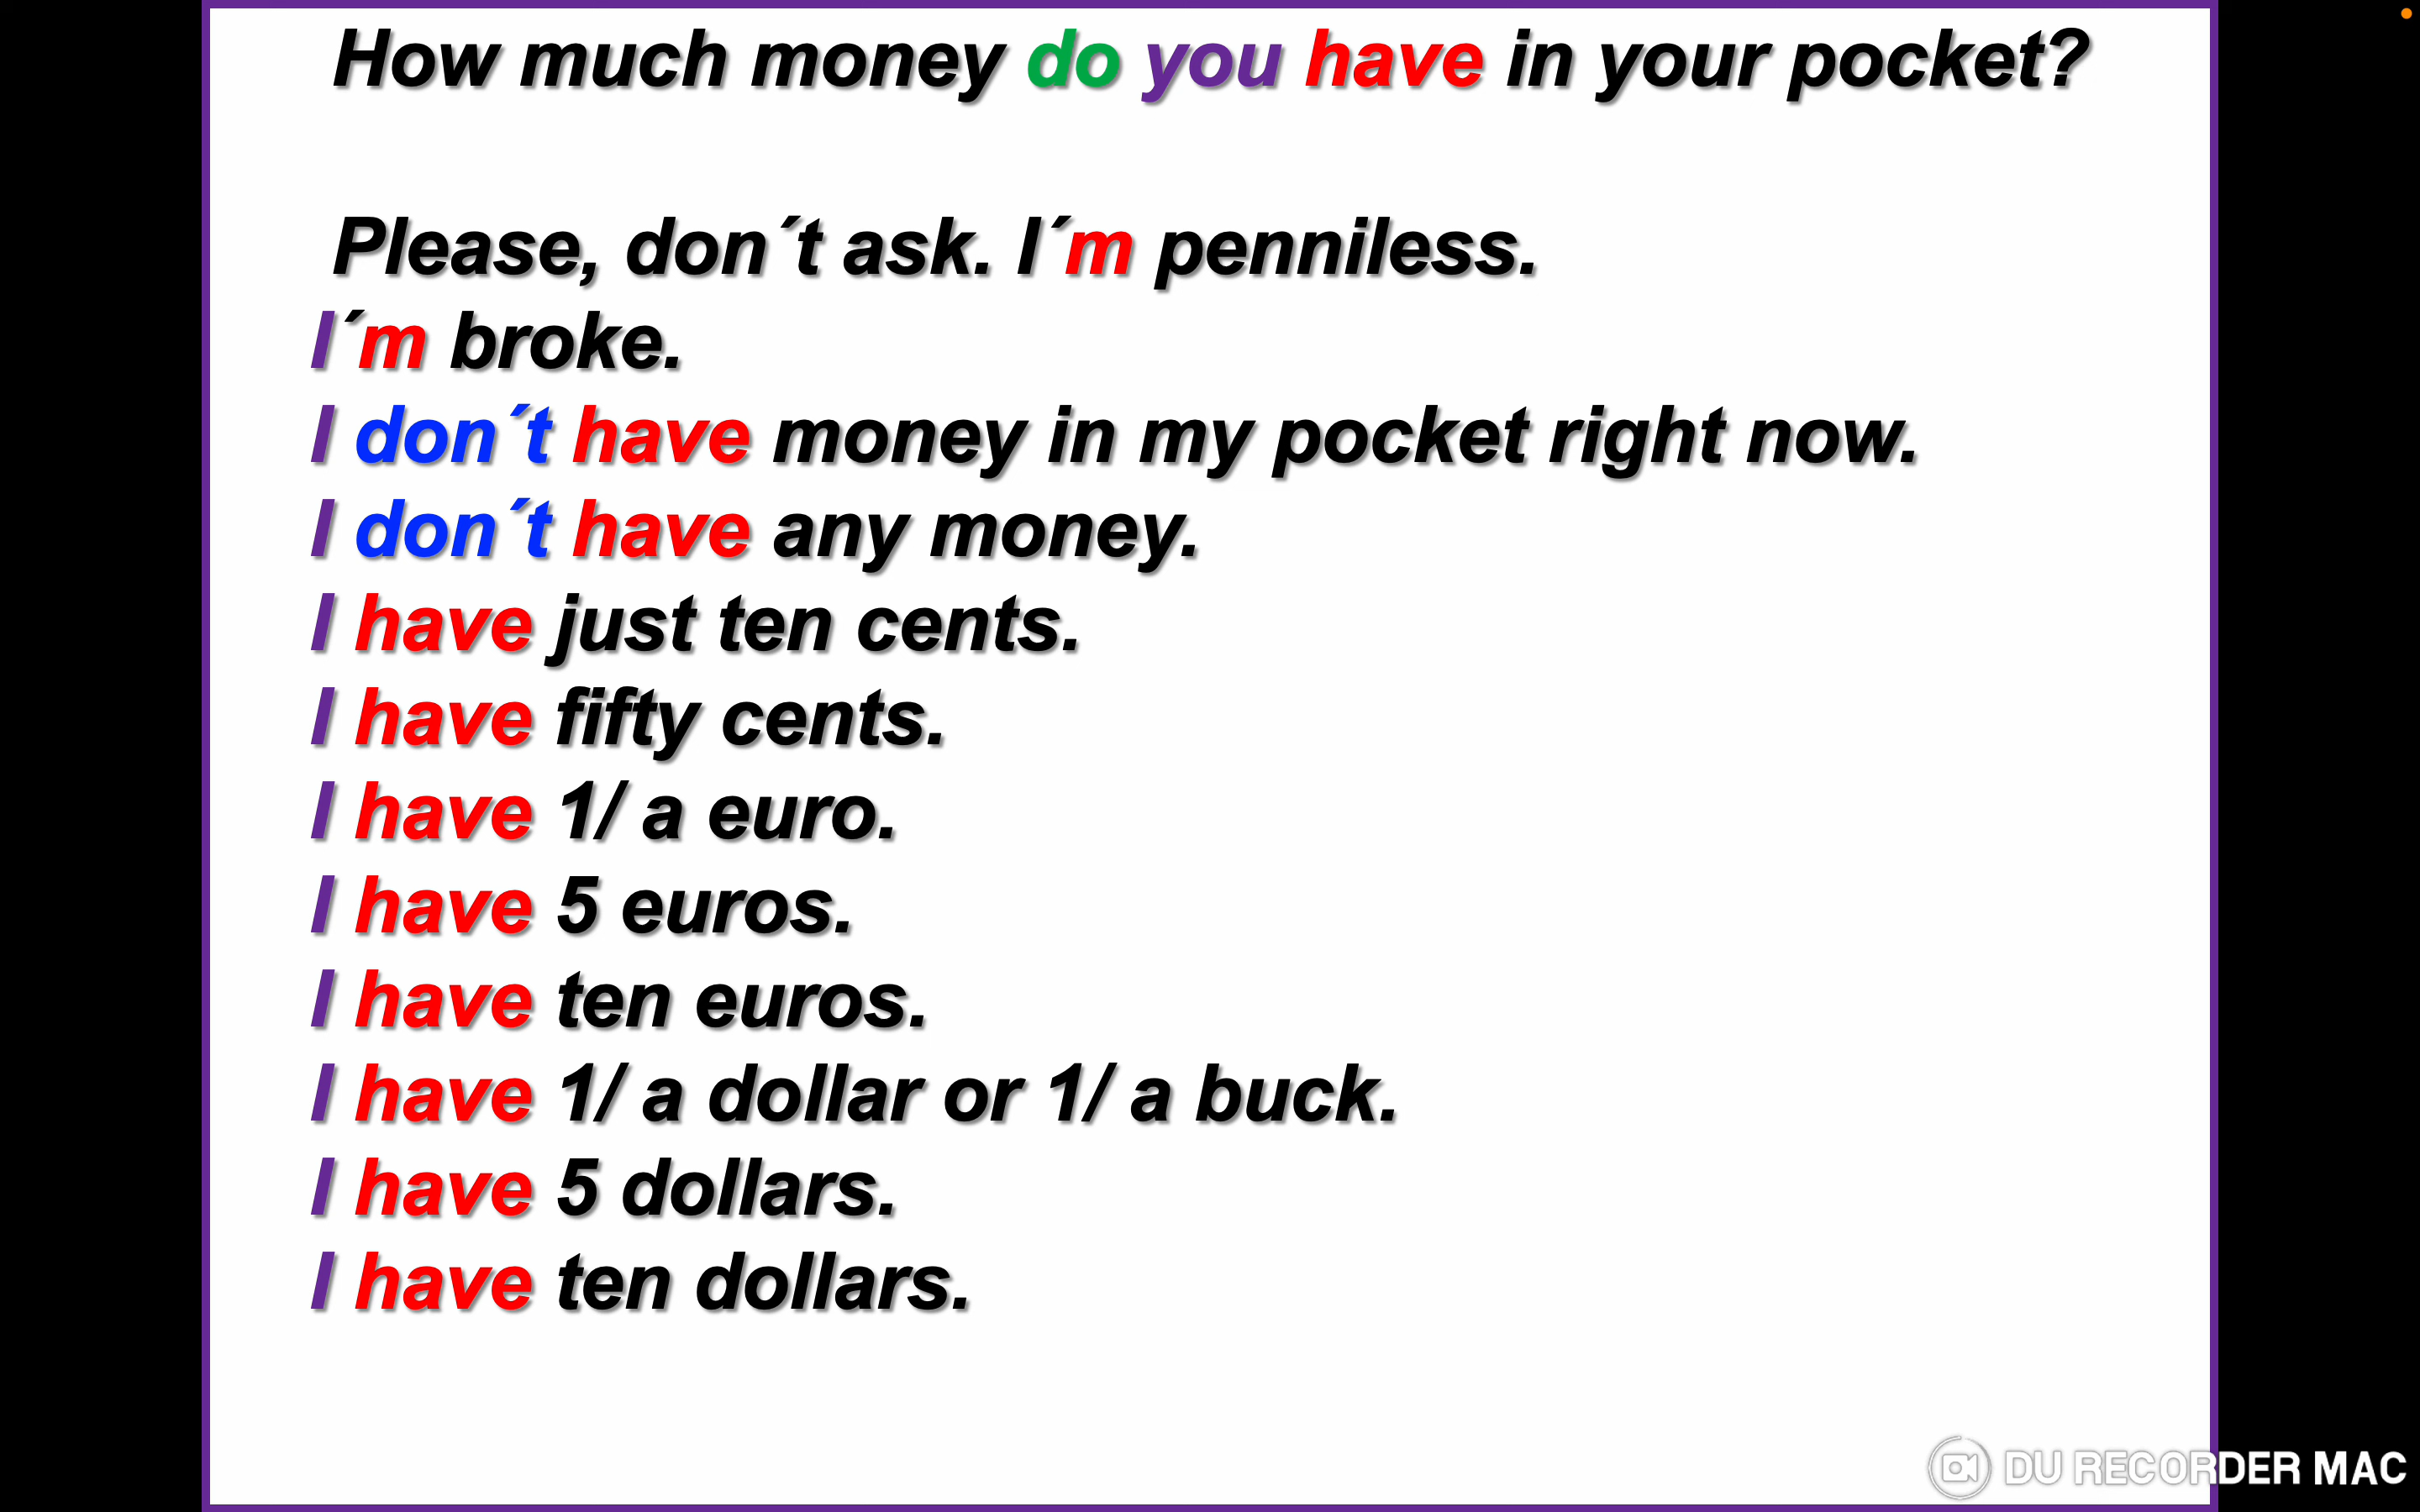 How much money do you have in your pocket?
Please, don´t ask. I´m penniless.
I´m broke.
I don´t have money in my pocket right now.
I don´t have any money.
I have just ten cents.
I have fifty cents.
I have 1/ a euro.
I have 5 euros.
I have ten euros.
I have 1/ a dollar or 1/ a buck.
I have 5 dollars.
I have ten dollars.
DU RECORDER MAC